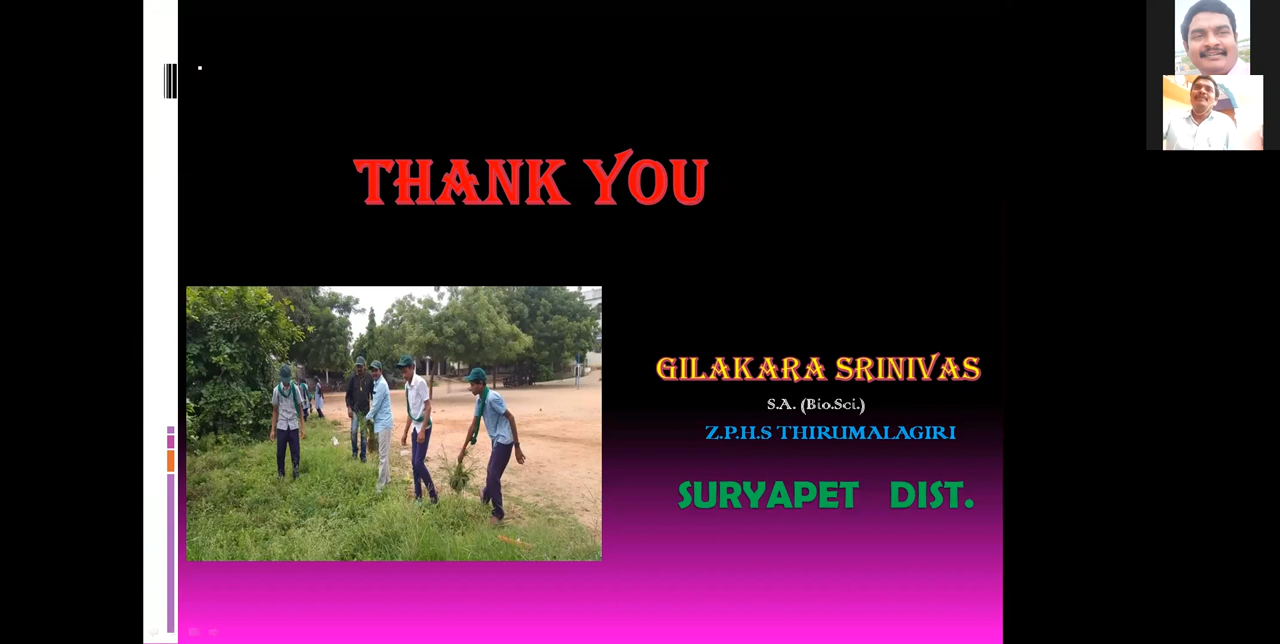 THANK YOU
GILAKARA SRINIVAS
S.A. (Bio.Sci.)
Z.P.H.S THIRUMALAGIRI
SURYAPET DIST.